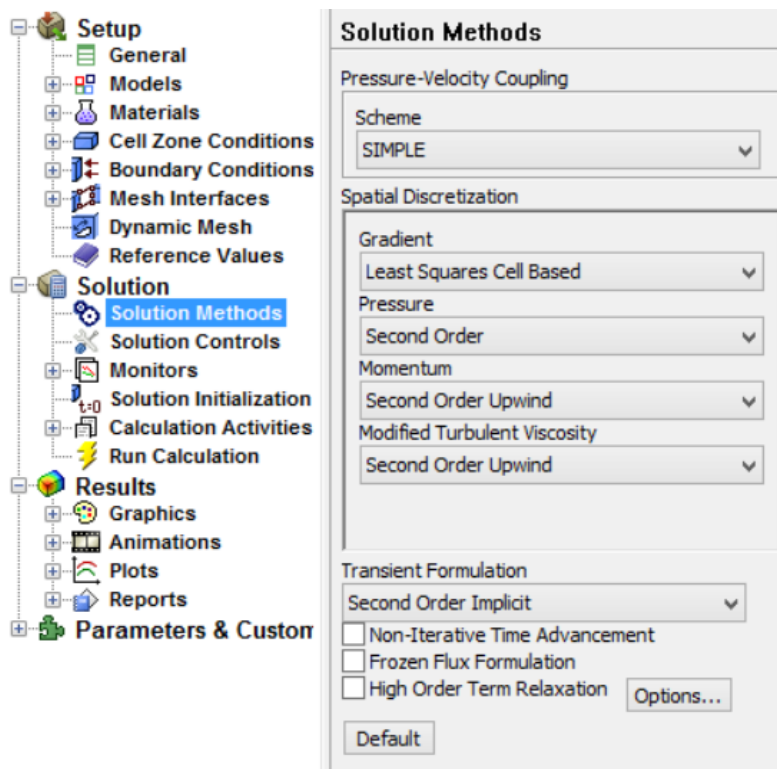 Setup
General
Models
Materials
Cell Zone Conditions
Boundary Conditions
Mesh Interfaces
Dynamic Mesh
Reference Values
Solution
Solution Methods
Solution Controls
Monitors
t=0 Solution Initialization
Calculation Activities
Run Calculation
Results
Graphics
Animations
Plots
Reports
Parameters & Custom
Solution Methods
Pressure-Velocity Coupling
Scheme
SIMPLE
Spatial Discretization
Gradient
Least Squares Cell Based
Pressure
Second Order
Momentum
Second Order Upwind
Modified Turbulent Viscosity
Second Order Upwind
Transient Formulation
Second Order Implicit
Non-Iterative Time Advancement
Frozen Flux Formulation
High Order Term Relaxation Options...
Default